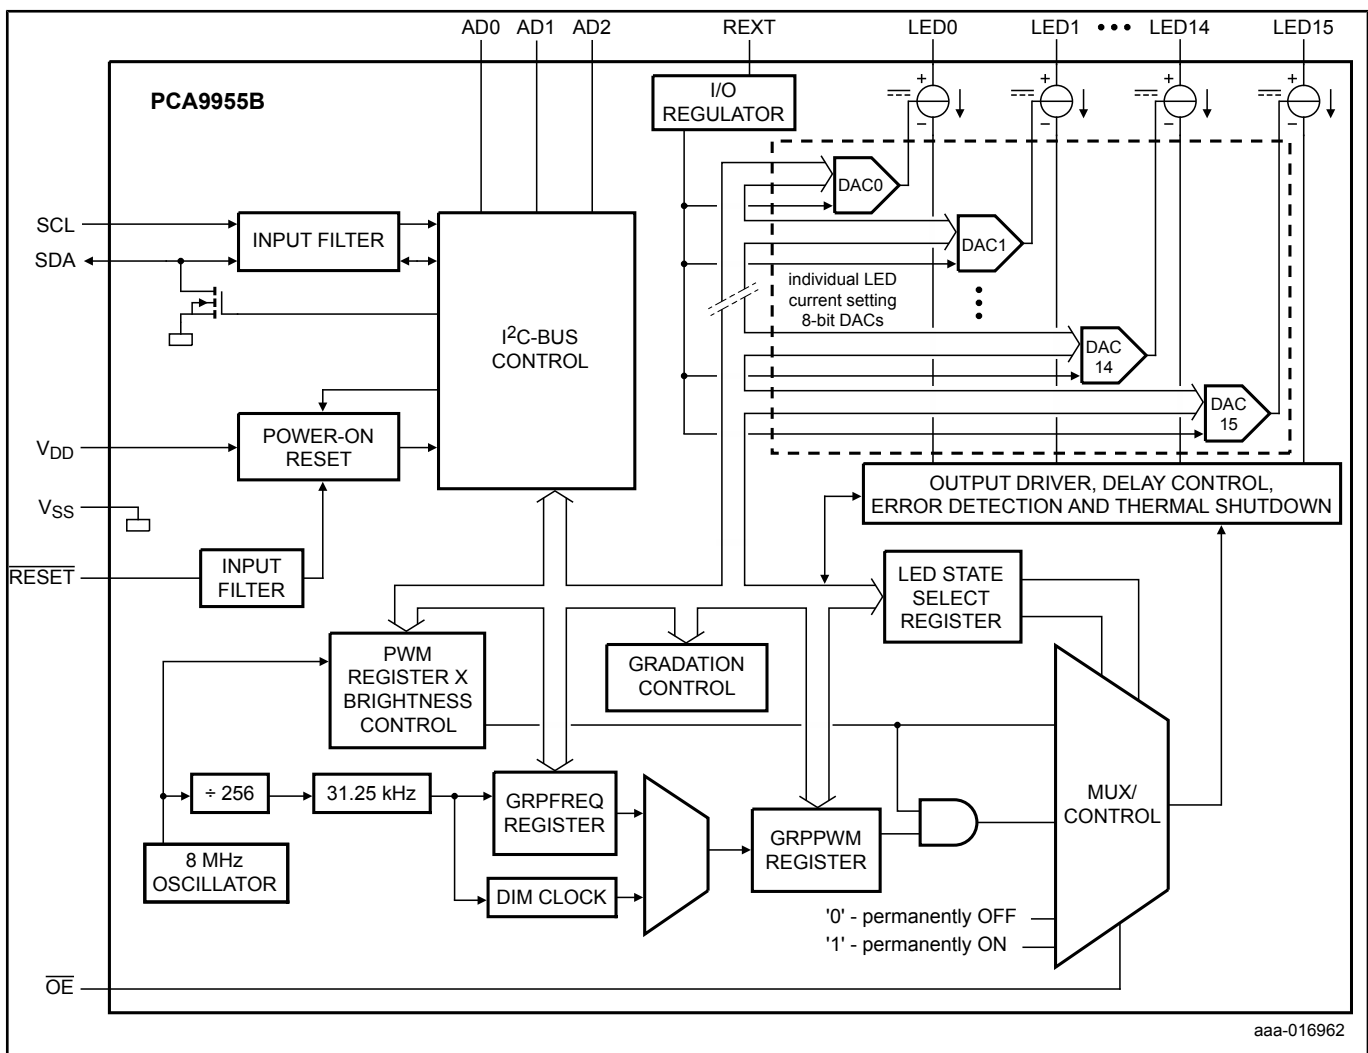 AD0 AD1 AD2 REXT LED0 LED1 ••• LED14 LED15
PCA9955B
I/O
REGULATOR
+ + + +
− − − −
DAC0
SCL
INPUT FILTER
SDA
DAC1
individual LED
current setting
8-bit DACs
I²C-BUS
CONTROL
DAC
14
DAC
15
VDD
POWER-ON
RESET
VSS
OUTPUT DRIVER, DELAY CONTROL,
ERROR DETECTION AND THERMAL SHUTDOWN
RESET
INPUT
FILTER
LED STATE
SELECT
REGISTER
PWM
REGISTER X
BRIGHTNESS
CONTROL
GRADATION
CONTROL
÷ 256
31.25 kHz
GRPFREQ
REGISTER
MUX/
CONTROL
GRPPWM
REGISTER
8 MHz
OSCILLATOR
DIM CLOCK
'0' - permanently OFF
'1' - permanently ON
OE
aaa-016962